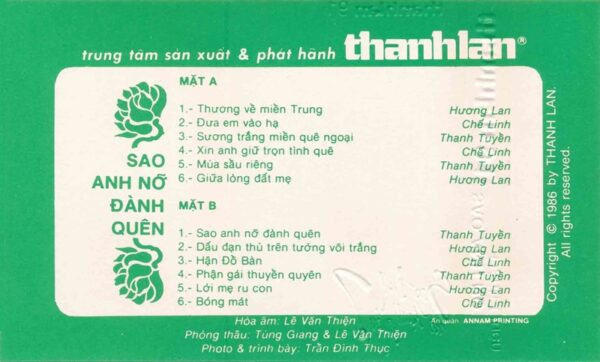 trung tâm sản xuất & phát hành thanhlan®
SAO
ANH NỠ
ĐÀNH
QUÊN
MẶT A
1.- Thương về miền Trung Hương Lan
2.- Đưa em vào hạ Chế Linh
3.- Sương trắng miền quê ngoại Thanh Tuyền
4.- Xin anh giữ trọn tình quê Chế Linh
5.- Mùa sầu riêng Thanh Tuyền
6.- Giữa lòng đất mẹ Hương Lan
MẶT B
1.- Sao anh nỡ đành quên Thanh Tuyền
2.- Dấu đạn thù trên tướng vôi trắng Hương Lan
3.- Hận Đồ Bàn Chế Linh
4.- Phận gái thuyền quyên Thanh Tuyền
5.- Lời mẹ ru con Hương Lan
6.- Bóng mát Chế Linh
Hòa âm: Lê Văn Thiện
Ấn quán: ANNAM PRINTING
Phòng thâu: Tùng Giang & Lê Văn Thiện
Photo & trình bày: Trần Đình Thục
Copyright © 1986 by THANH LAN.
All rights reserved.